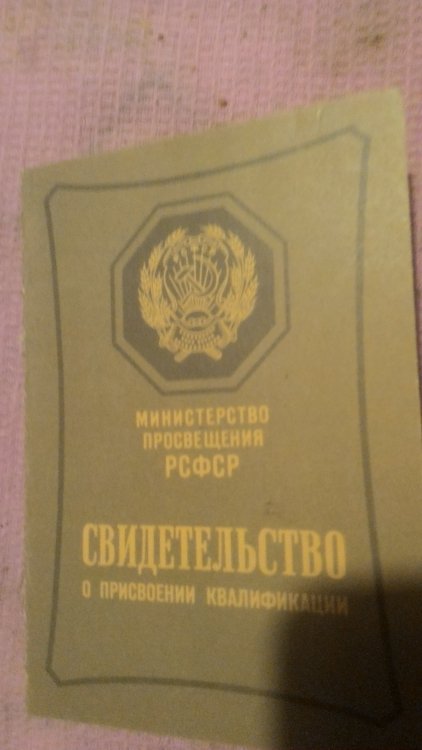 МИНИСТЕРСТВО
ПРОСВЕЩЕНИЯ
РСФСР
СВИДЕТЕЛЬСТВО
О ПРИСВОЕНИИ КВАЛИФИКАЦИИ